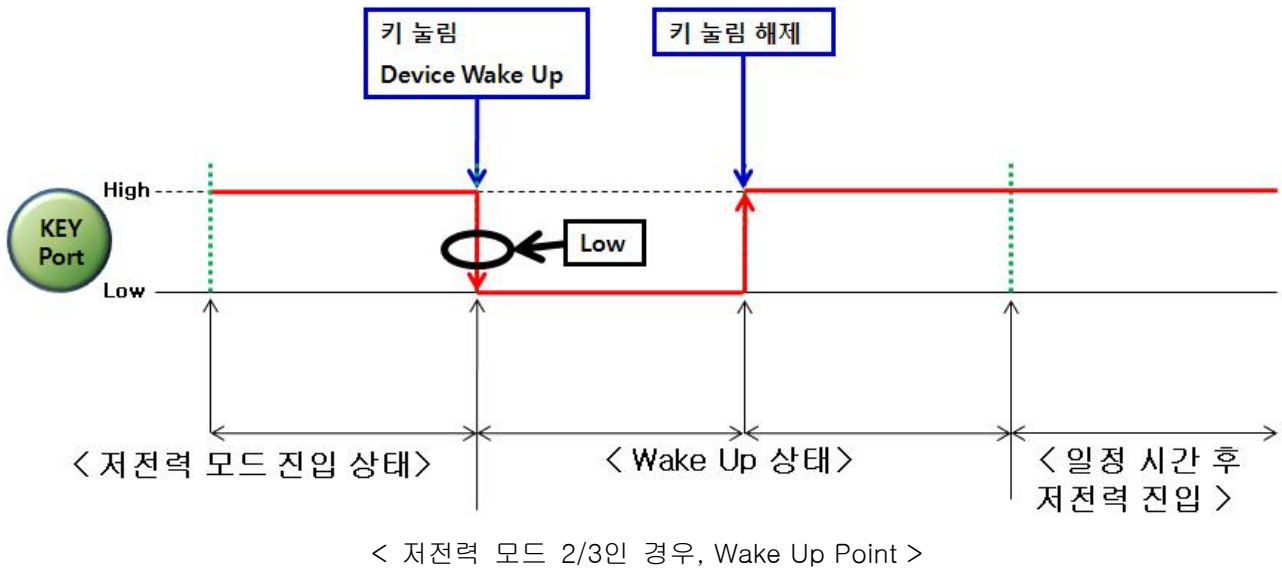 키 눌림
Device Wake Up
키 눌림 해제
High
KEY
Port
Low
Low
< 저전력 모드 진입 상태>
< Wake Up 상태>
< 일정 시간 후
저전력 진입 >
< 저전력 모드 2/3인 경우, Wake Up Point >